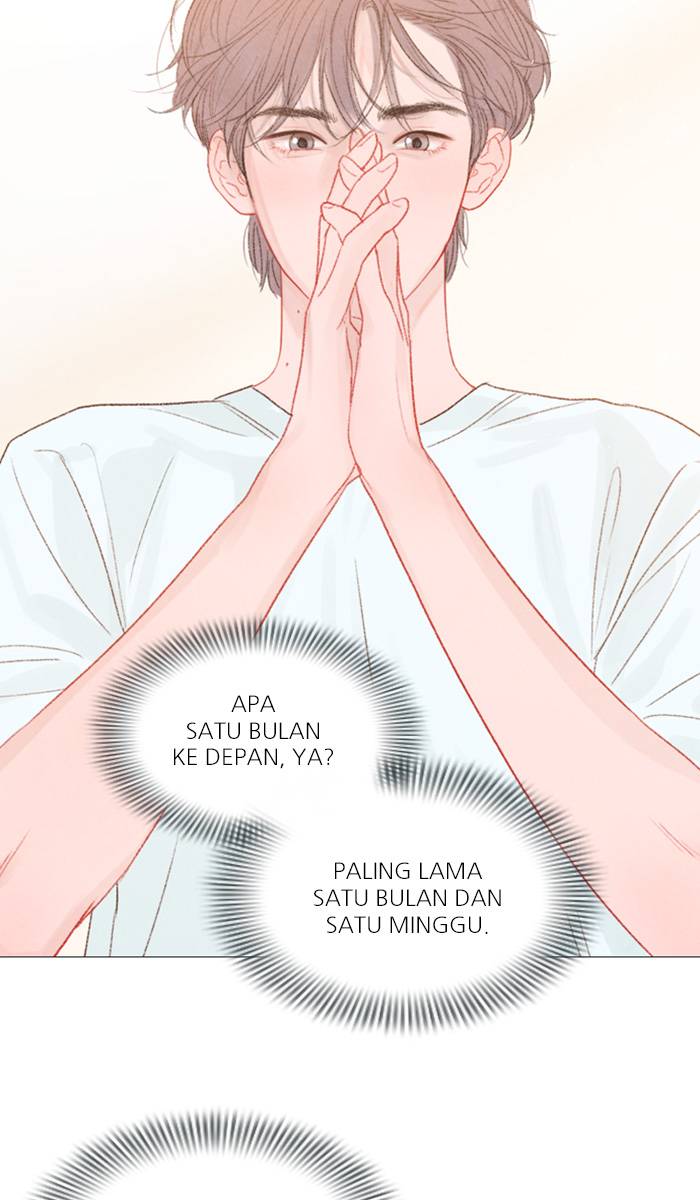 APA
SATU BULAN
KE DEPAN, YA?
PALING LAMA
SATU BULAN DAN
SATU MINGGU.